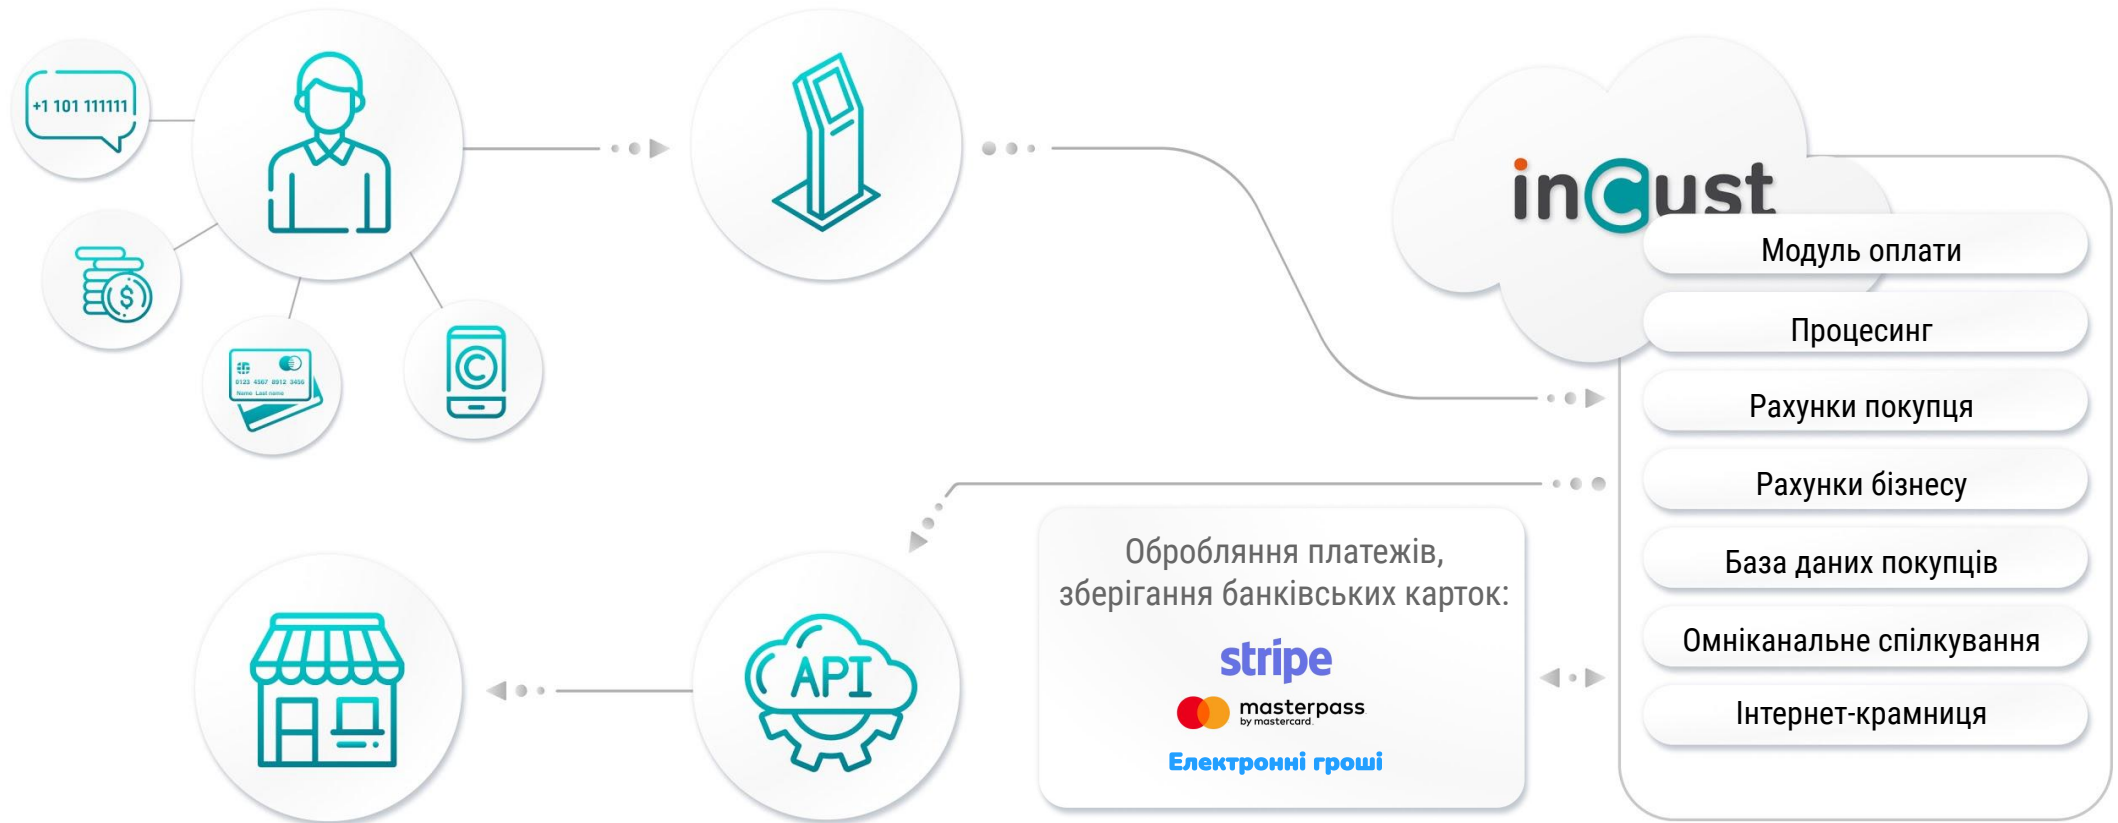 +1 101 111111
0123 4567 8912 3456
Name Last name
inCust
Модуль оплати
Процесинг
Рахунки покупця
Рахунки бізнесу
База даних покупців
Омніканальне спілкування
Інтернет-крамниця
Обробляння платежів,
зберігання банківських карток:
stripe
masterpass
by mastercard.
Електронні гроші
API